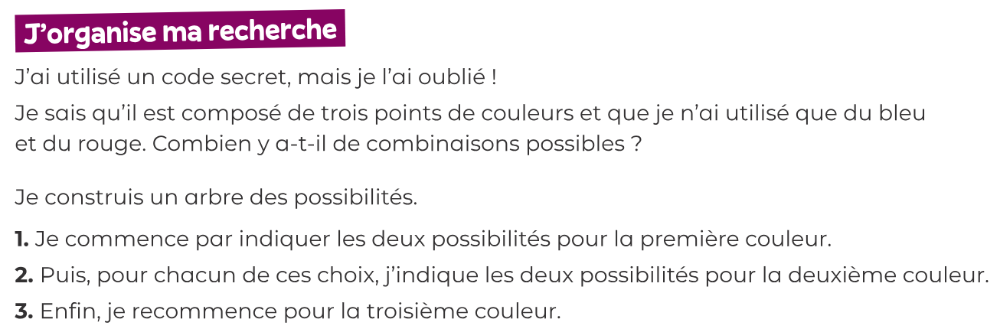 J'organise ma recherche
J'ai utilisé un code secret, mais je l'ai oublié !
Je sais qu'il est composé de trois points de couleurs et que je n'ai utilisé que du bleu
et du rouge. Combien y a-t-il de combinaisons possibles ?
Je construis un arbre des possibilités.
1. Je commence par indiquer les deux possibilités pour la première couleur.
2. Puis, pour chacun de ces choix, j'indique les deux possibilités pour la deuxième couleur.
3. Enfin, je recommence pour la troisième couleur.